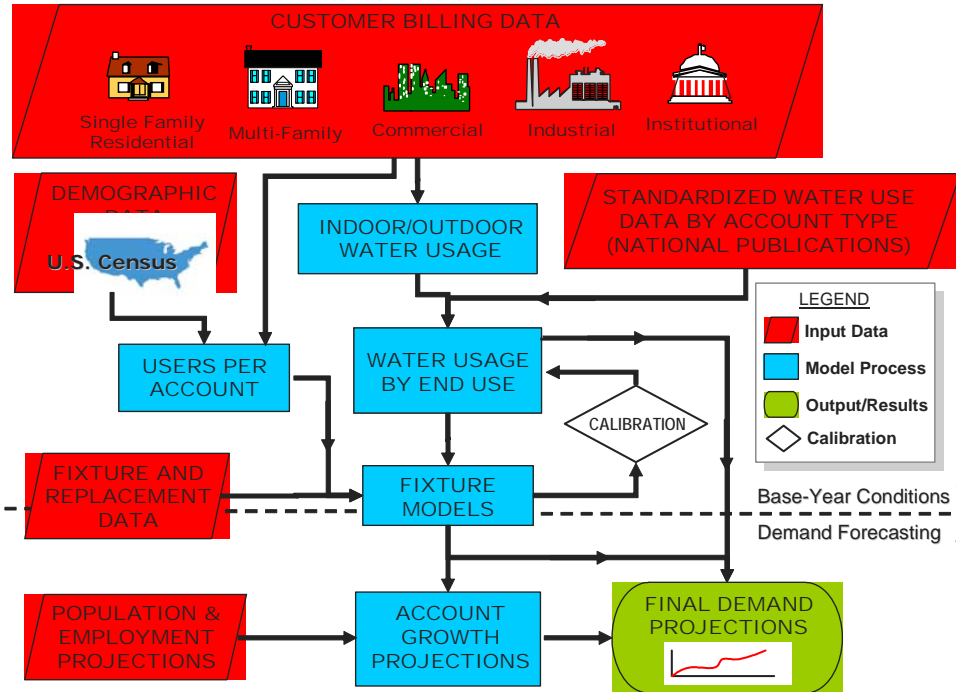 CUSTOMER BILLING DATA
Single Family
Residential
Multi-Family
Commercial
Industrial
Institutional
DEMOGRAPHIC
DATA
U.S. Census
INDOOR/OUTDOOR
WATER USAGE
STANDARDIZED WATER USE
DATA BY ACCOUNT TYPE
(NATIONAL PUBLICATIONS)
LEGEND
Input Data
Model Process
Output/Results
Calibration
USERS PER
ACCOUNT
WATER USAGE
BY END USE
CALIBRATION
FIXTURE AND
REPLACEMENT
DATA
FIXTURE
MODELS
Base-Year Conditions
Demand Forecasting
POPULATION &
EMPLOYMENT
PROJECTIONS
ACCOUNT
GROWTH
PROJECTIONS
FINAL DEMAND
PROJECTIONS